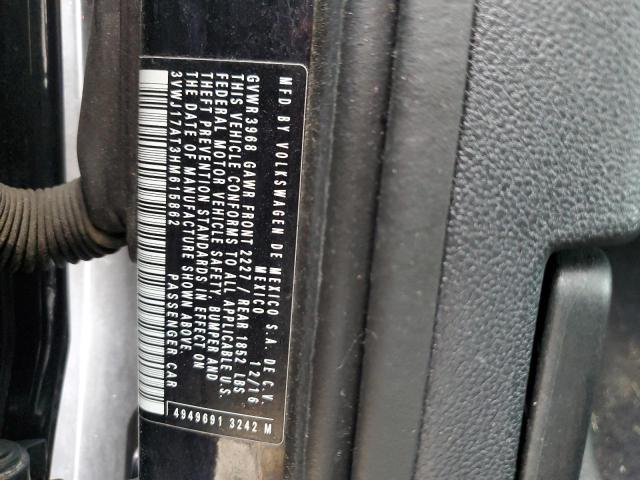 MFD BY VOLKSWAGEN DE MEXICO S.A. DE C.V.
MEXICO 12/16
GVWR 3968 GAWR FRONT 2227 / REAR 1852 LBS
THIS VEHICLE CONFORMS TO ALL APPLICABLE U.S.
FEDERAL MOTOR VEHICLE SAFETY, BUMPER AND
THEFT PREVENTION STANDARDS IN EFFECT ON
THE DATE OF MANUFACTURE SHOWN ABOVE.
3VWJ17AT3HM615862 PASSENGER CAR
4949691 3242 M